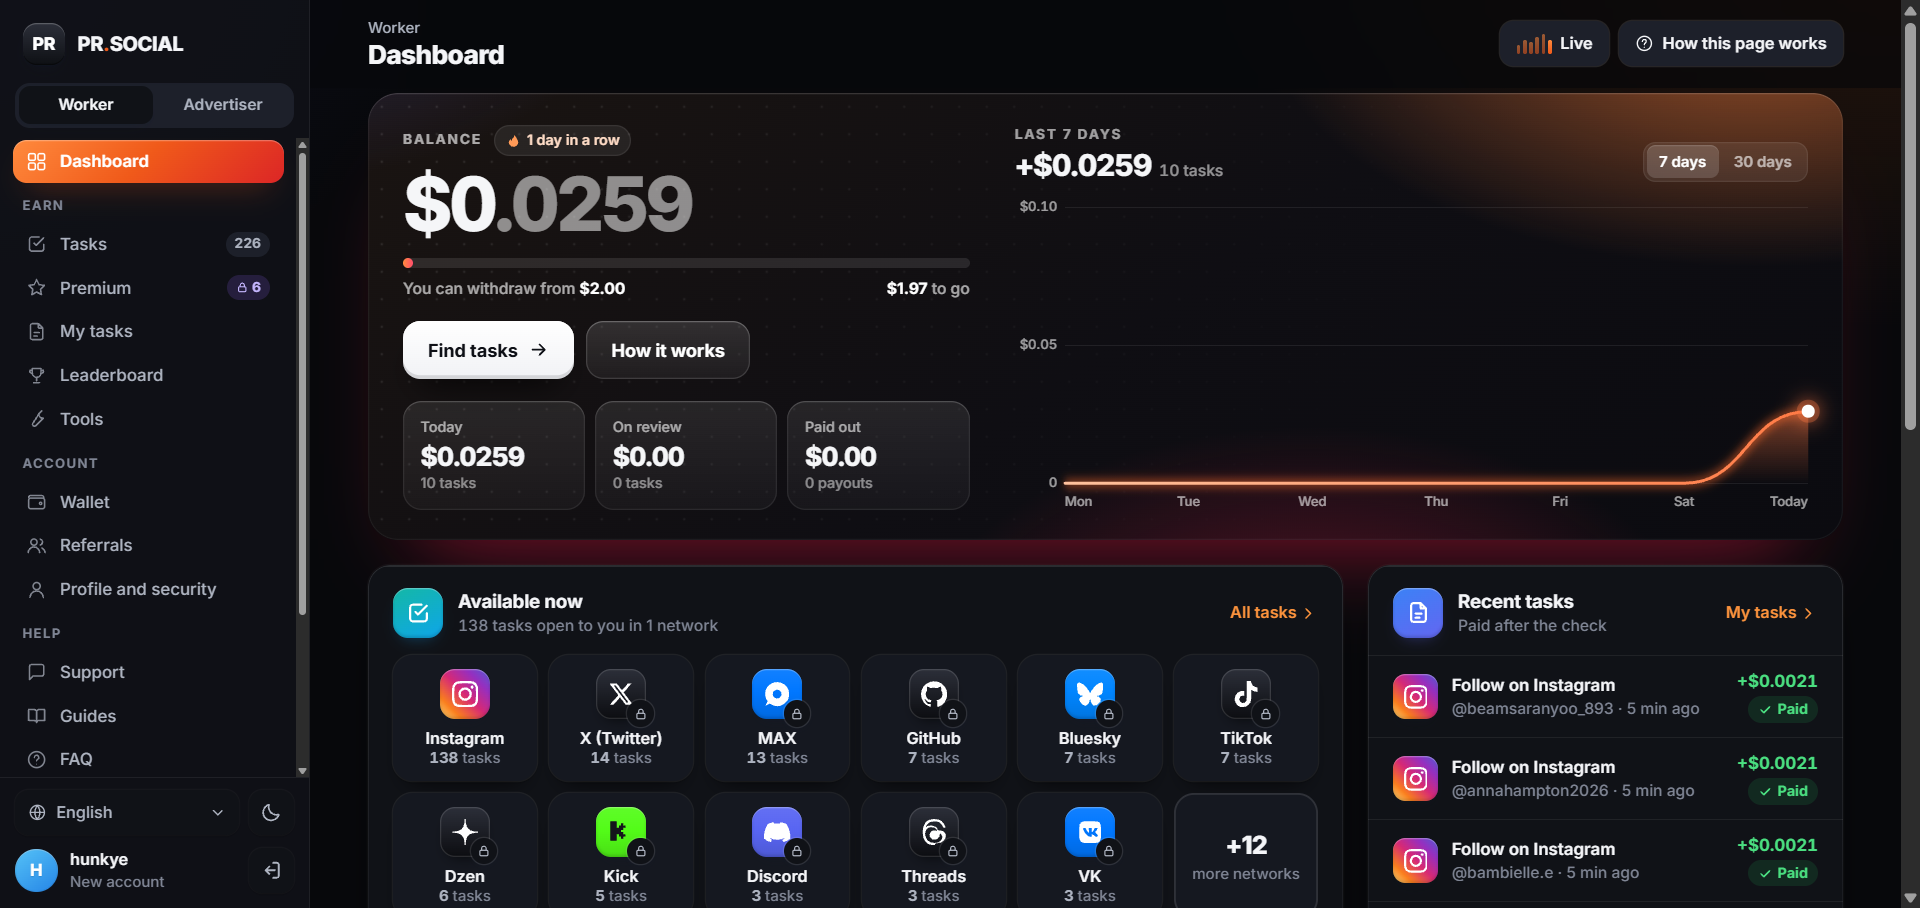 PR
PR.SOCIAL
Worker
Advertiser
Dashboard
EARN
Tasks
226
Premium
6
My tasks
Leaderboard
Tools
ACCOUNT
Wallet
Referrals
Profile and security
HELP
Support
Guides
FAQ
English
H
hunkye
New account
Worker
Dashboard
Live
How this page works
BALANCE
1 day in a row
$0.0259
You can withdraw from $2.00
$1.97 to go
Find tasks
How it works
Today
$0.0259
10 tasks
On review
$0.00
0 tasks
Paid out
$0.00
0 payouts
LAST 7 DAYS
+$0.0259 10 tasks
7 days
30 days
$0.10
$0.05
0
Mon
Tue
Wed
Thu
Fri
Sat
Today
Available now
138 tasks open to you in 1 network
All tasks
Instagram
138 tasks
X (Twitter)
14 tasks
MAX
13 tasks
GitHub
7 tasks
Bluesky
7 tasks
TikTok
7 tasks
Dzen
6 tasks
Kick
5 tasks
Discord
3 tasks
Threads
3 tasks
VK
3 tasks
+12
more networks
Recent tasks
Paid after the check
My tasks
Follow on Instagram
@beamsaranyoo_893 · 5 min ago
+$0.0021
Paid
Follow on Instagram
@annahampton2026 · 5 min ago
+$0.0021
Paid
Follow on Instagram
@bambielle.e · 5 min ago
+$0.0021
Paid